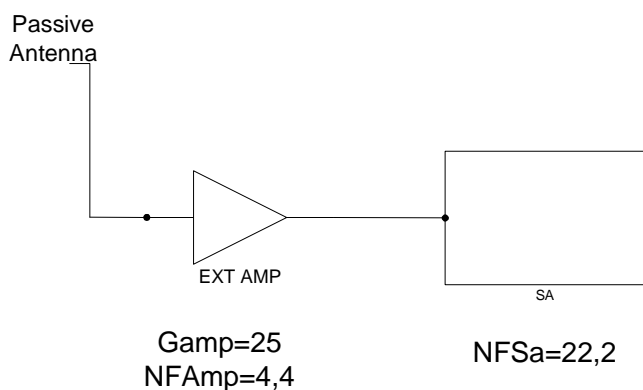 Passive
Antenna
EXT AMP
SA
Gamp=25
NFAmp=4,4
NFSa=22,2